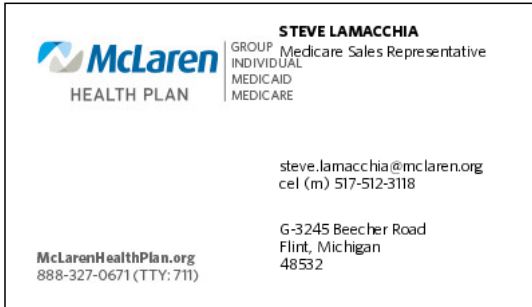 McLaren
HEALTH PLAN
GROUP
INDIVIDUAL
MEDICAID
MEDICARE
STEVE LAMACCHIA
Medicare Sales Representative
steve.lamacchia@mclaren.org
cel (m) 517-512-3118
G-3245 Beecher Road
Flint, Michigan
48532
McLarenHealthPlan.org
888-327-0671 (TTY: 711)